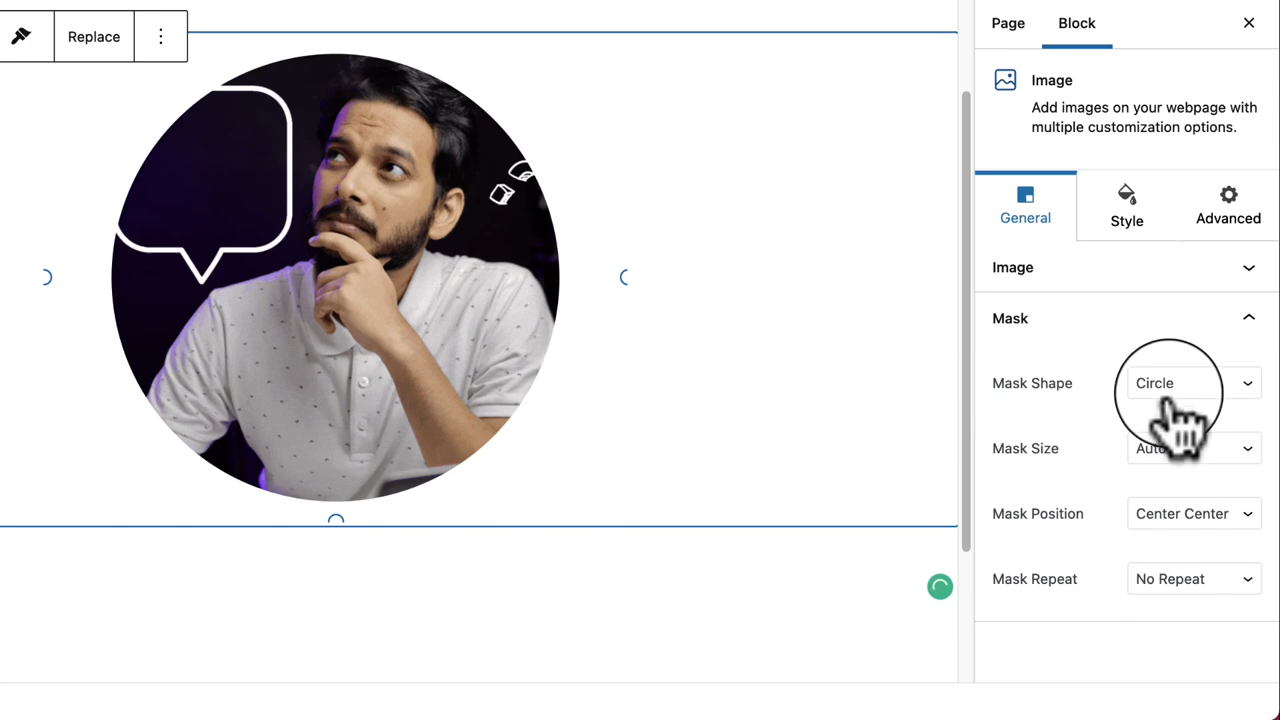 Replace
Page
Block
Image
Add images on your webpage with
multiple customization options.
General
Style
Advanced
Image
Mask
Mask Shape
Circle
Mask Size
Auto
Mask Position
Center Center
Mask Repeat
No Repeat